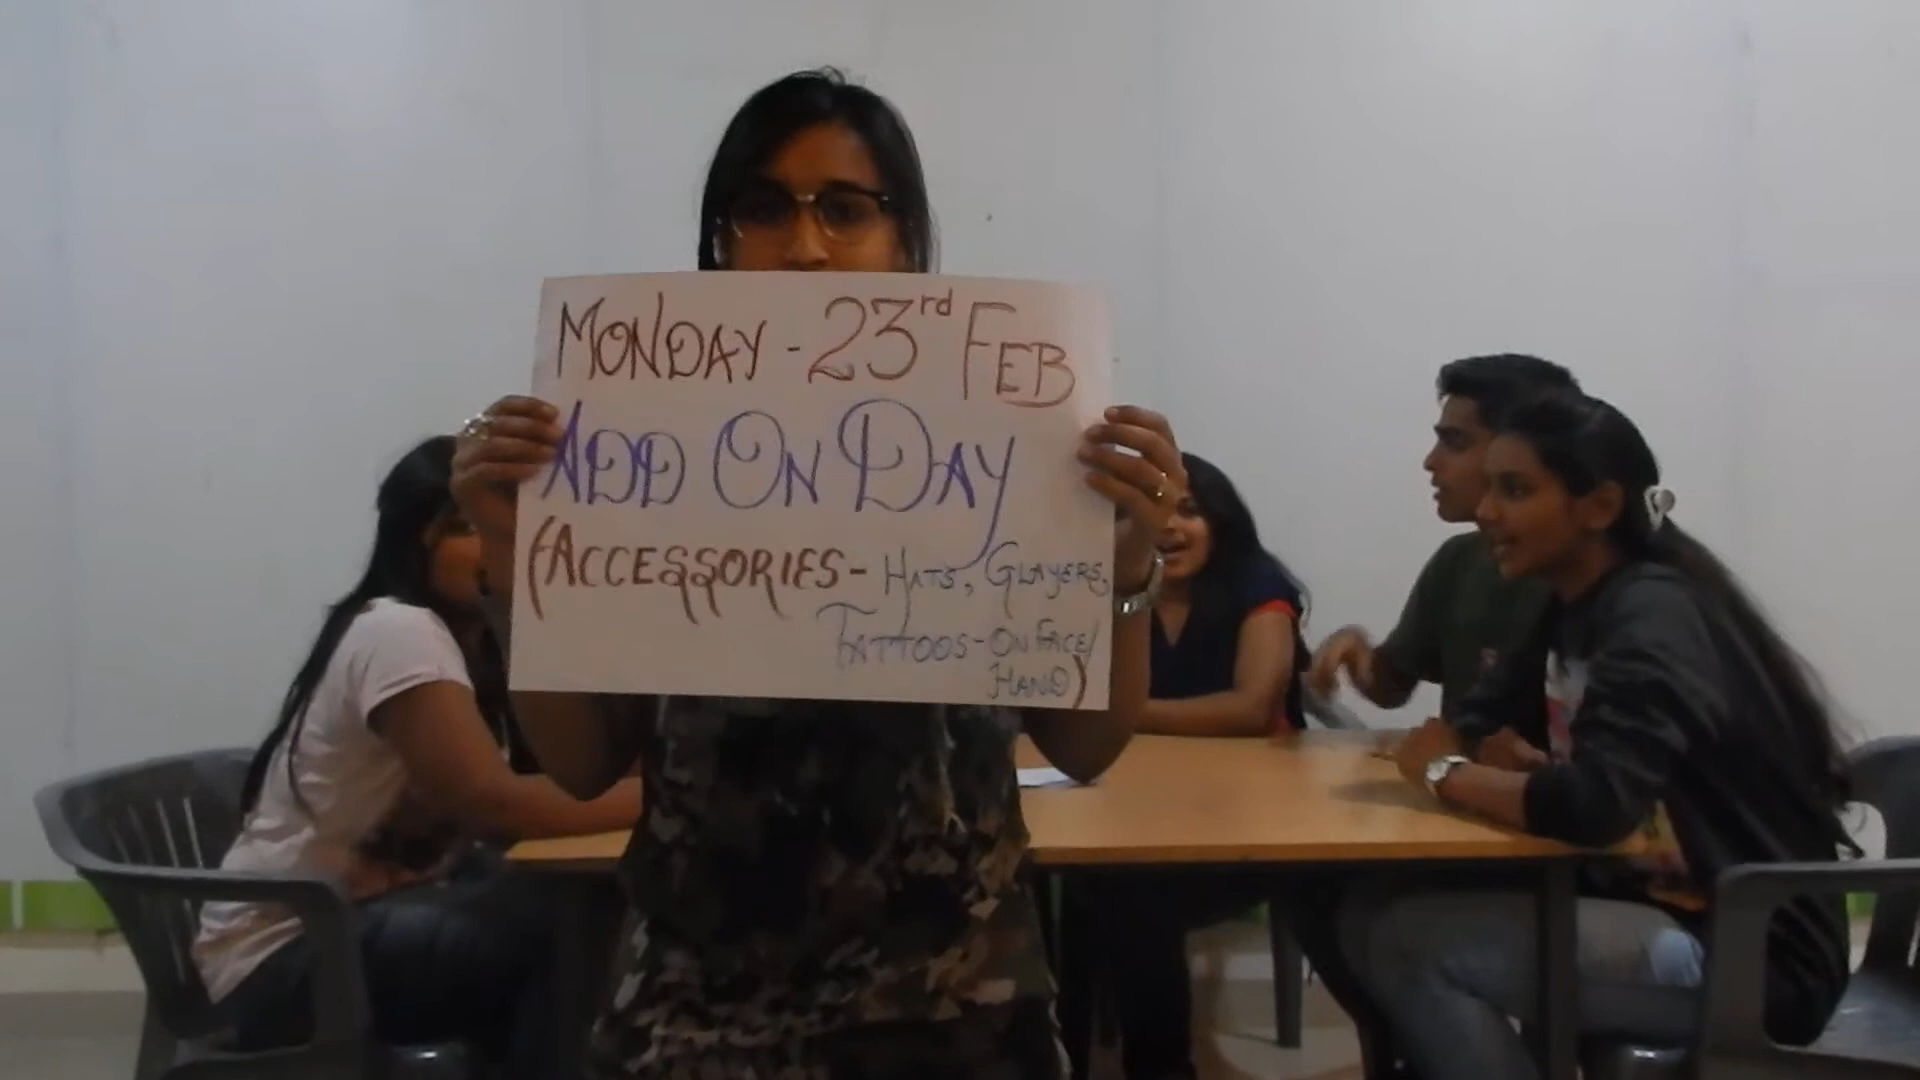 MONDAY - 23rd FEB
ADD ON DAY
(ACCESSORIES - HATS, GLAYERS,
TATTOOS - ON FACE/
HAND)